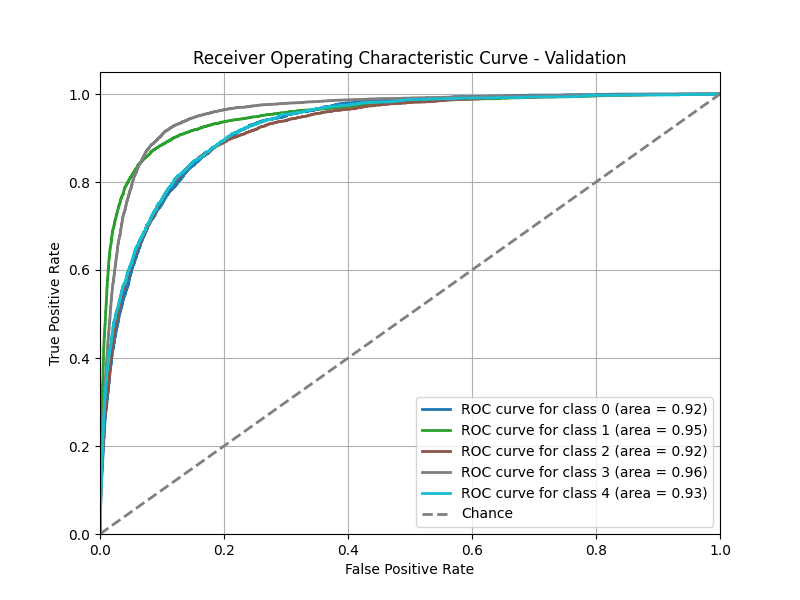 Receiver Operating Characteristic Curve - Validation
1.0
0.8
0.6
0.4
0.2
0.0
True Positive Rate
ROC curve for class 0 (area = 0.92)
ROC curve for class 1 (area = 0.95)
ROC curve for class 2 (area = 0.92)
ROC curve for class 3 (area = 0.96)
ROC curve for class 4 (area = 0.93)
Chance
0.0 0.2 0.4 0.6 0.8 1.0
False Positive Rate